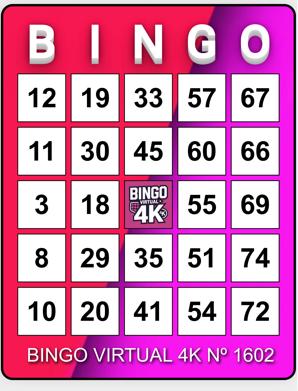 B I N G O
12 19 33 57 67
11 30 45 60 66
3 18 BINGO VIRTUAL 4K 55 69
8 29 35 51 74
10 20 41 54 72
BINGO VIRTUAL 4K Nº 1602